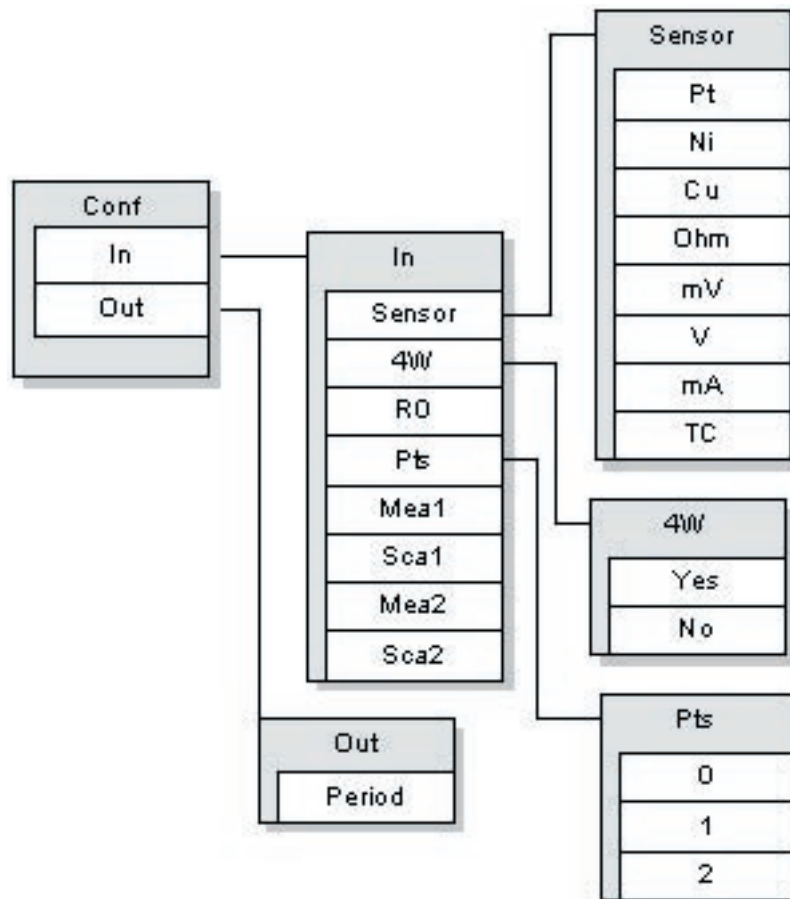 Conf
In
Out
In
Sensor
4W
R0
Pts
Mea1
Sca1
Mea2
Sca2
Out
Period
Sensor
Pt
Ni
Cu
Ohm
mV
V
mA
TC
4W
Yes
No
Pts
0
1
2